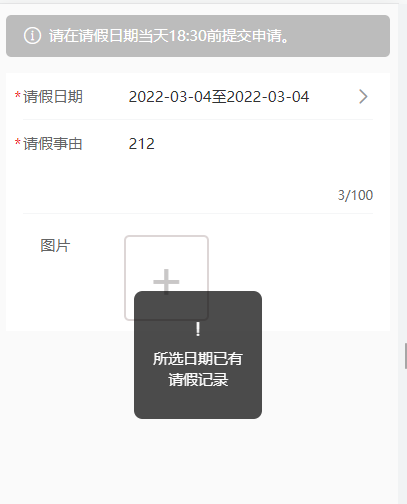 请在请假日期当天18:30前提交申请。
*请假日期 2022-03-04至2022-03-04
*请假事由 212
3/100
图片
!
所选日期已有
请假记录